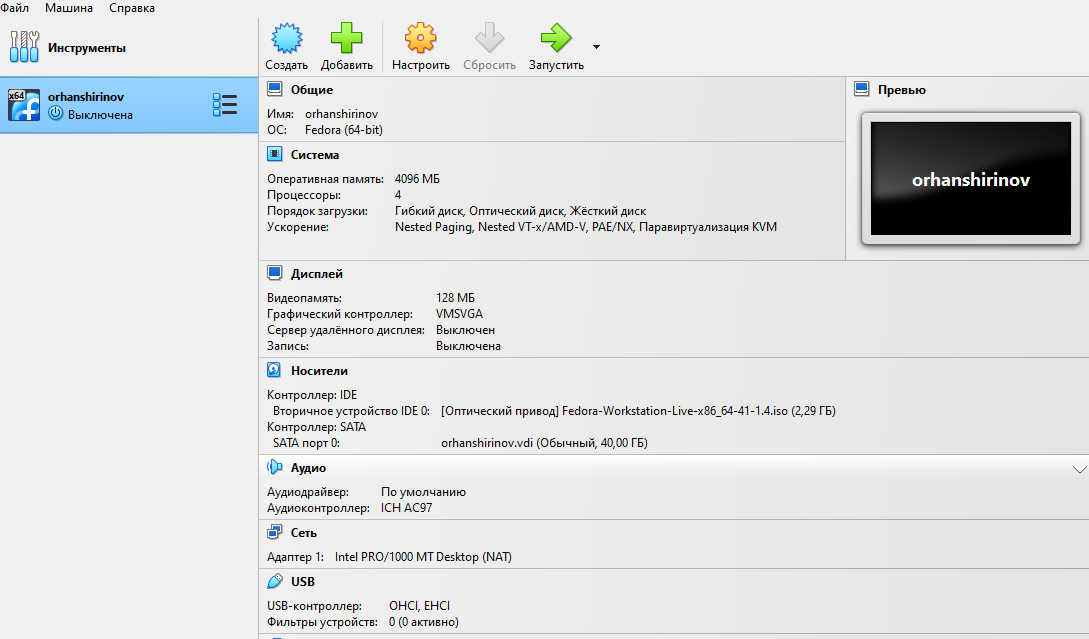 Файл Машина Справка
Инструменты
Создать Добавить Настроить Сбросить Запустить
x64
orhanshirinov
Выключена
Общие
Имя: orhanshirinov
ОС: Fedora (64-bit)
Превью
orhanshirinov
Система
Оперативная память: 4096 МБ
Процессоры: 4
Порядок загрузки: Гибкий диск, Оптический диск, Жёсткий диск
Ускорение: Nested Paging, Nested VT-x/AMD-V, PAE/NX, Паравиртуализация KVM
Дисплей
Видеопамять: 128 МБ
Графический контроллер: VMSVGA
Сервер удалённого дисплея: Выключен
Запись: Выключена
Носители
Контроллер: IDE
Вторичное устройство IDE 0: [Оптический привод] Fedora-Workstation-Live-x86_64-41-1.4.iso (2,29 ГБ)
Контроллер: SATA
SATA порт 0: orhanshirinov.vdi (Обычный, 40,00 ГБ)
Аудио
Аудиодрайвер: По умолчанию
Аудиоконтроллер: ICH AC97
Сеть
Адаптер 1: Intel PRO/1000 MT Desktop (NAT)
USB
USB-контроллер: OHCI, EHCI
Фильтры устройств: 0 (0 активно)